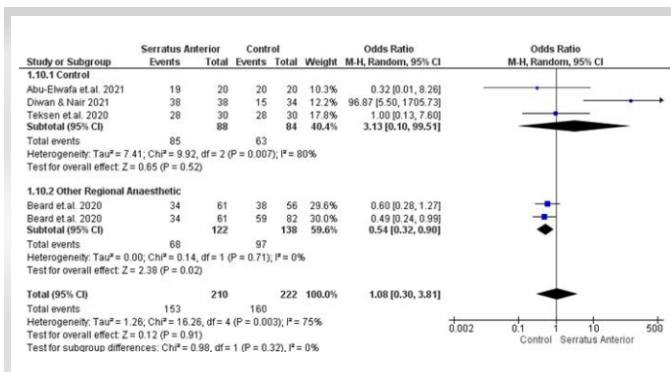 Serratus Anterior Control Odds Ratio Odds Ratio
Study or Subgroup Events Total Events Total Weight M-H, Random, 95% CI M-H, Random, 95% CI
1.10.1 Control
Abu-Elwafa et.al. 2021 19 20 20 20 10.3% 0.32 [0.01, 8.26]
Diwan & Nair 2021 38 38 15 34 12.2% 96.87 [5.50, 1705.73]
Teksen et.al. 2020 28 30 28 30 17.8% 1.00 [0.13, 7.60]
Subtotal (95% CI) 88 84 40.4% 3.13 [0.10, 99.51]
Total events 85 63
Heterogeneity: Tau² = 7.41; Chi² = 9.92, df = 2 (P = 0.007); I² = 80%
Test for overall effect: Z = 0.65 (P = 0.52)
1.10.2 Other Regional Anaesthetic
Beard et.al. 2020 34 61 38 56 29.6% 0.60 [0.28, 1.27]
Beard et.al. 2020 34 61 59 82 30.0% 0.49 [0.24, 0.99]
Subtotal (95% CI) 122 138 59.6% 0.54 [0.32, 0.90]
Total events 68 97
Heterogeneity: Tau² = 0.00; Chi² = 0.14, df = 1 (P = 0.71); I² = 0%
Test for overall effect: Z = 2.38 (P = 0.02)
Total (95% CI) 210 222 100.0% 1.08 [0.30, 3.81]
Total events 153 160
Heterogeneity: Tau² = 1.26; Chi² = 16.26, df = 4 (P = 0.003); I² = 75%
Test for overall effect: Z = 0.12 (P = 0.91)
Test for subgroup differences: Chi² = 0.98, df = 1 (P = 0.32), I² = 0%
0.002 0.1 1 10 500
Control Serratus Anterior